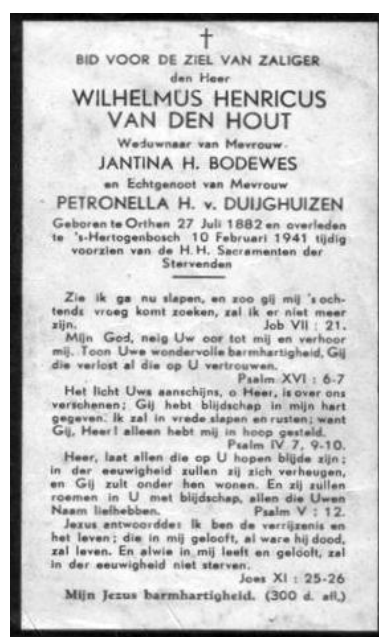 BID VOOR DE ZIEL VAN ZALIGER
den Heer
WILHELMUS HENRICUS
VAN DEN HOUT
Weduwnaar van Mevrouw
JANTINA H. BODEWES
en Echtgenoot van Mevrouw
PETRONELLA H. v. DUIJGHUIZEN
Geboren te Orthen 27 Juli 1882 en overleden
te 's-Hertogenbosch 10 Februari 1941 tijdig
voorzien van de H.H. Sacramenten der
Stervenden
Zie ik ga nu slapen, en zoo gij mij 's och-
tends vroeg komt zoeken, zal ik er niet meer
zijn. Job VII : 21.
Mijn God, neig Uw oor tot mij en verhoor
mij. Toon Uwe wondervolle barmhartigheid, Gij
die verlost al die op U vertrouwen.
Psalm XVI : 6-7
Het licht Uws aanschijns, o Heer, is over ons
verschenen; Gij hebt blijdschap in mijn hart
gegeven. Ik zal in vrede slapen en rusten; want
Gij, Heer! alleen hebt mij in hoop gesteld.
Psalm IV 7, 9-10.
Heer, laat allen die op U hopen blijde zijn;
in der eeuwigheid zullen zij zich verheugen,
en Gij zult onder hen wonen. En zij zullen
roemen in U met blijdschap, allen die Uwen
Naam liefhebben. Psalm V : 12.
Jezus antwoordde: Ik ben de verrijzenis en
het leven; die in mij gelooft, al ware hij dood,
zal leven. En alwie in mij leeft en gelooft, zal
in der eeuwigheid niet sterven.
Joes XI : 25-26
Mijn Jezus barmhartigheid. (300 d. afl.)